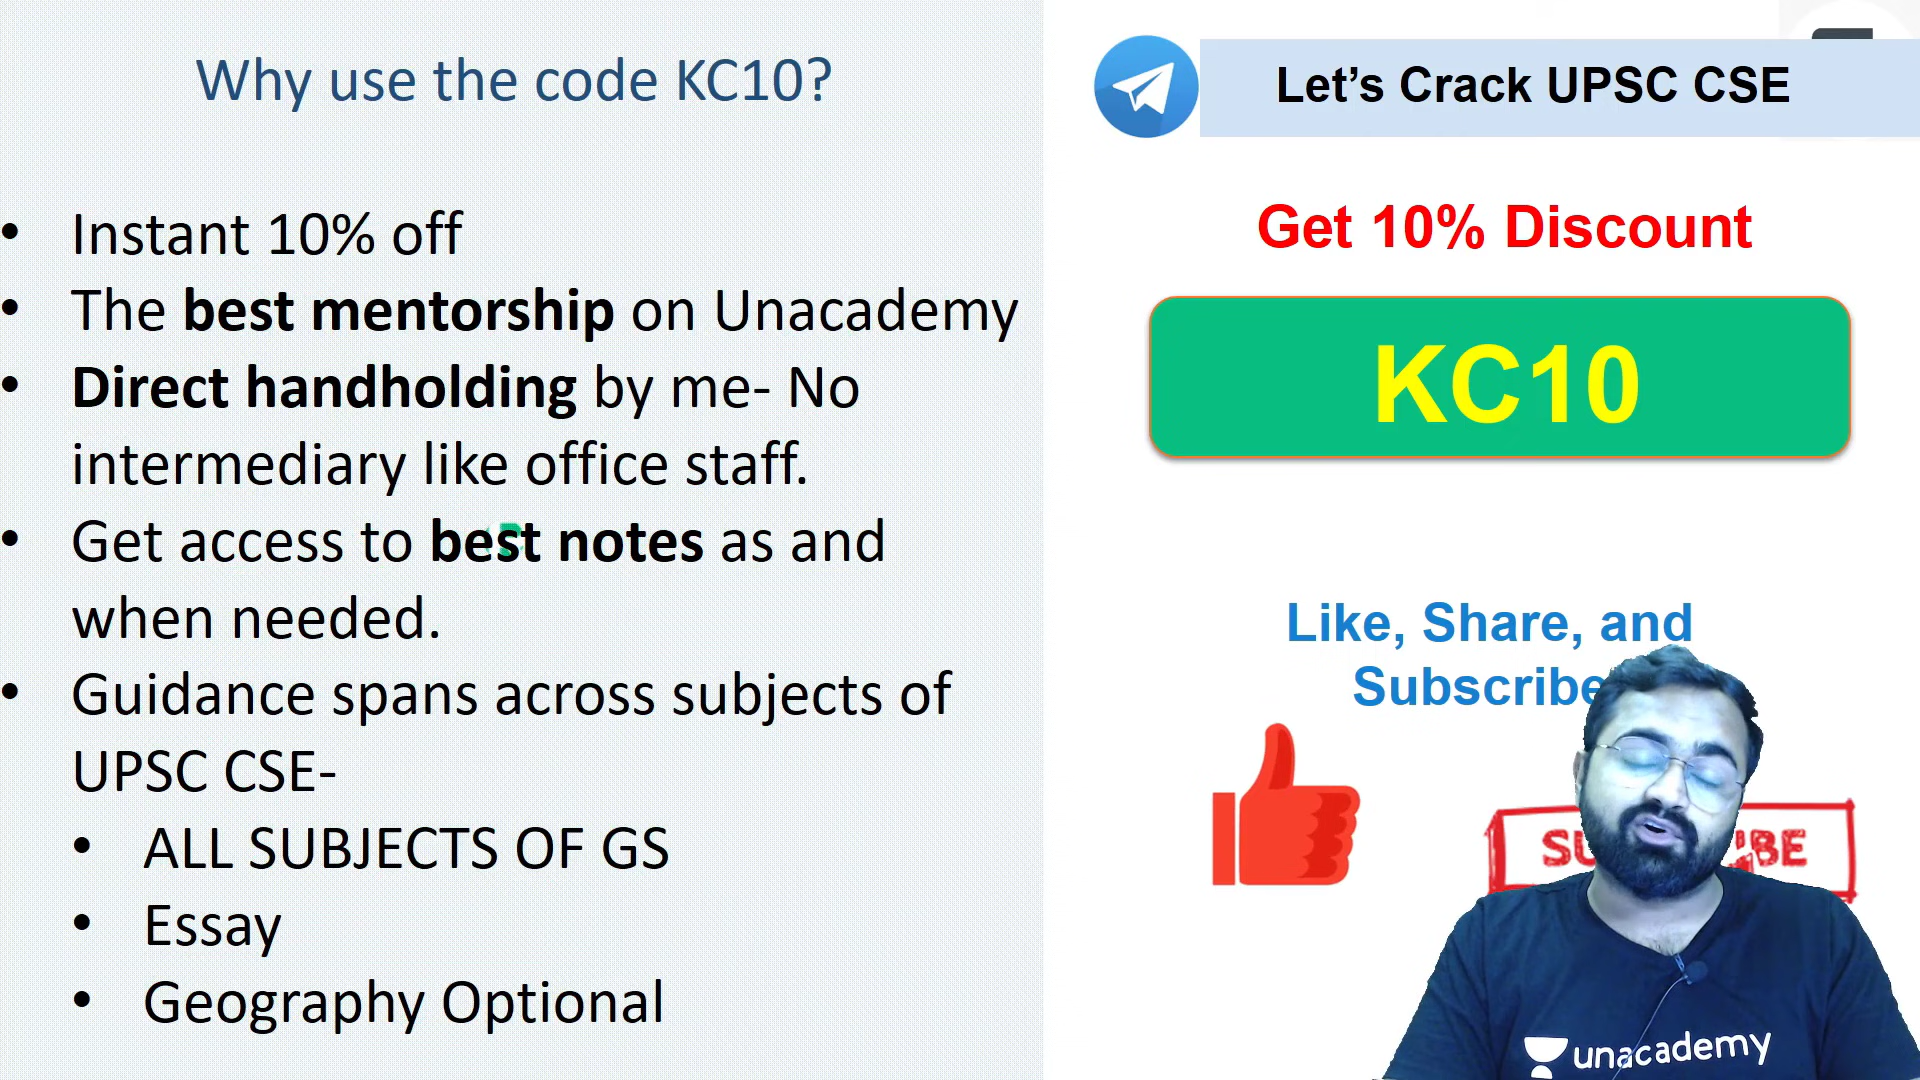 Why use the code KC10?
• Instant 10% off
• The best mentorship on Unacademy
• Direct handholding by me- No
intermediary like office staff.
• Get access to best notes as and
when needed.
• Guidance spans across subjects of
UPSC CSE-
• ALL SUBJECTS OF GS
• Essay
• Geography Optional
Let’s Crack UPSC CSE
Get 10% Discount
KC10
Like, Share, and
Subscribe
unacademy